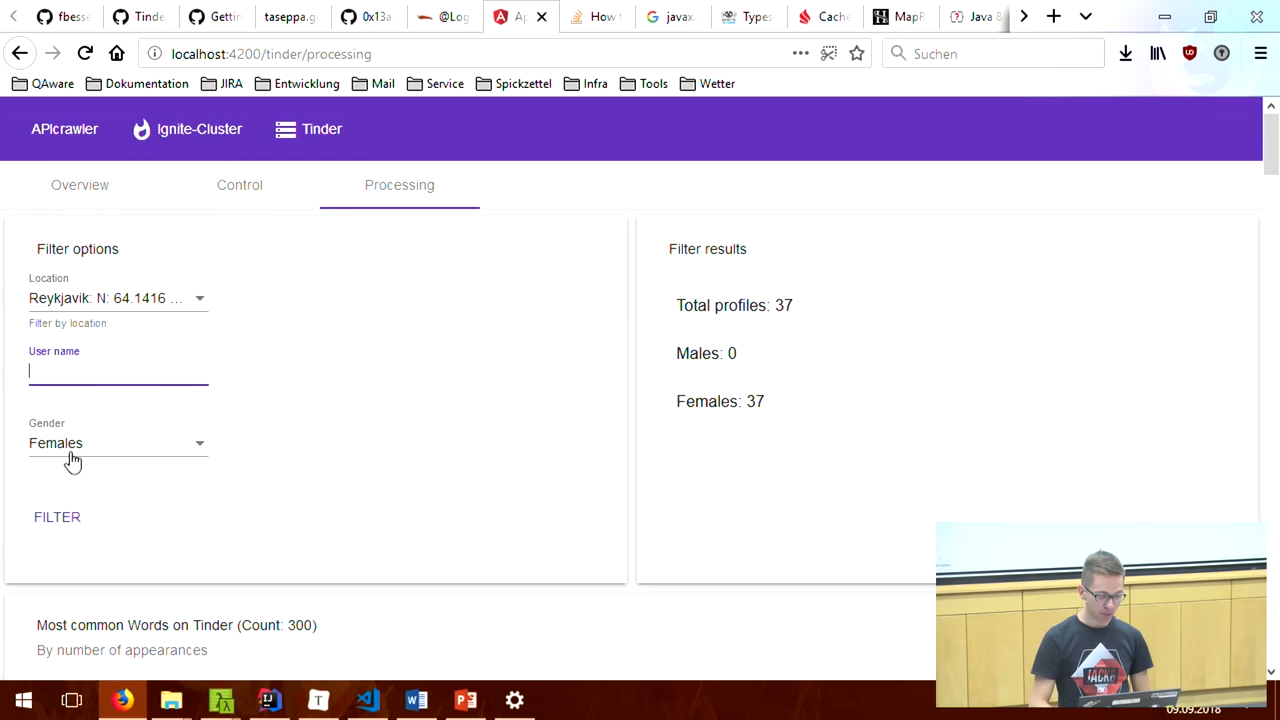 fbesse
Tinde
Gettin
taseppa.g
0x13a
@Log
Ap
How t
javax.
Types
Cache
MapR
Java 8
localhost:4200/tinder/processing
Suchen
QAware
Dokumentation
JIRA
Entwicklung
Mail
Service
Spickzettel
Infra
Tools
Wetter
APIcrawler
Ignite-Cluster
Tinder
Overview
Control
Processing
Filter options
Location
Reykjavik: N: 64.1416 ...
Filter by location
User name
Gender
Females
FILTER
Filter results
Total profiles: 37
Males: 0
Females: 37
Most common Words on Tinder (Count: 300)
By number of appearances
09.09.2018